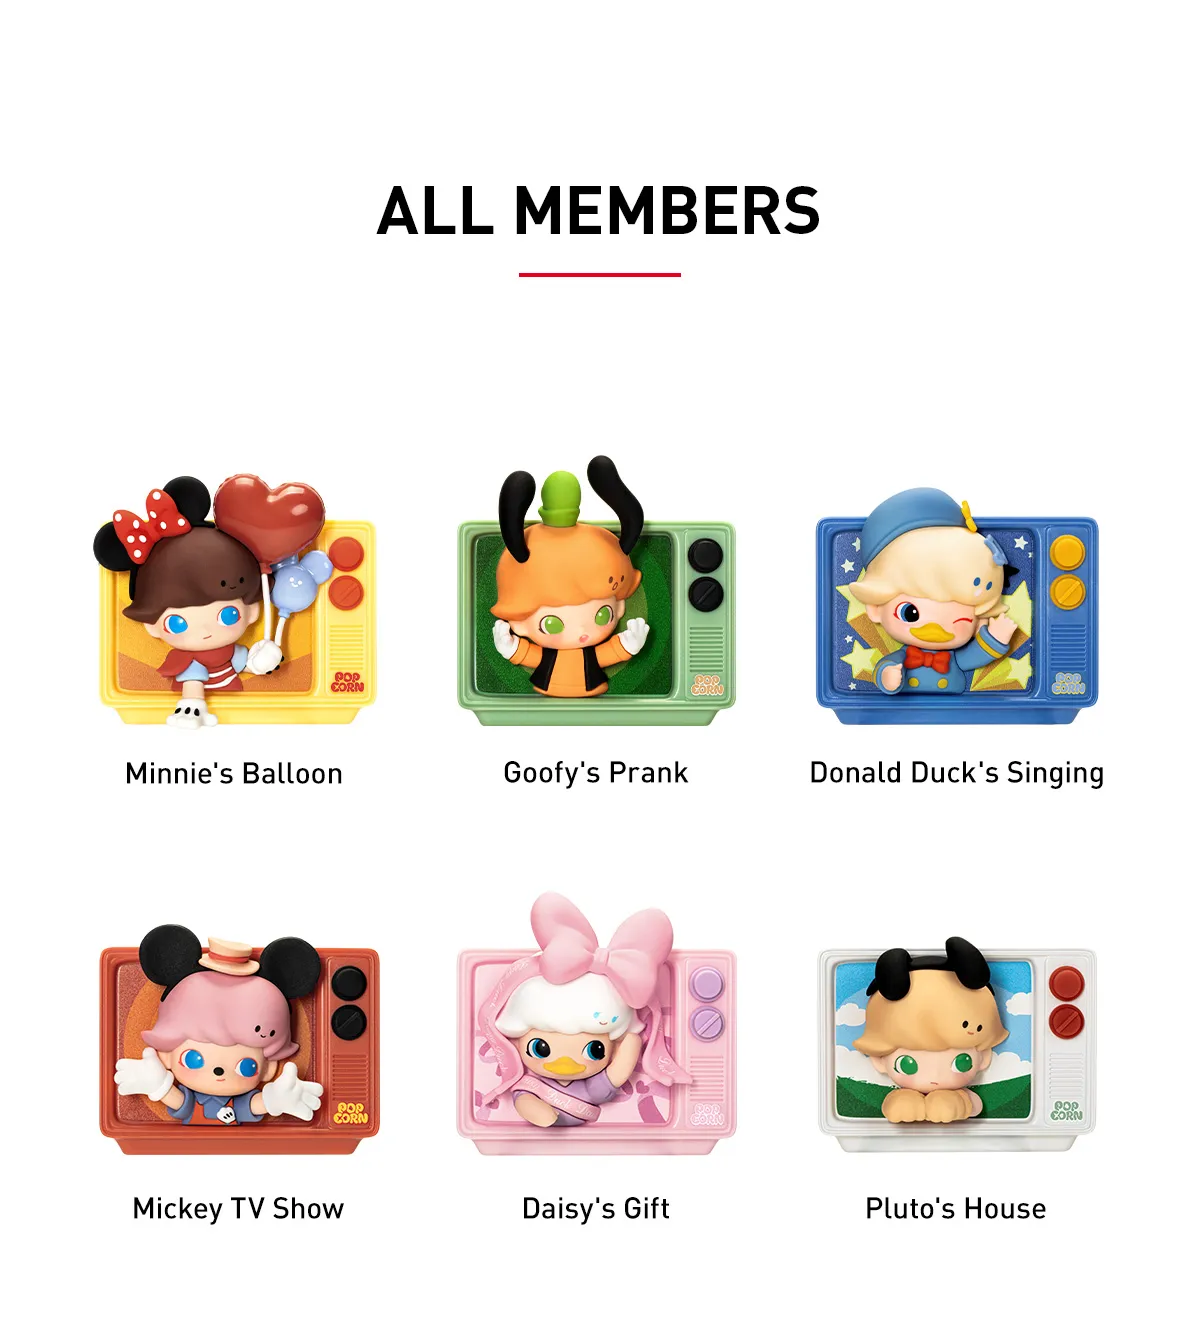 ALL MEMBERS
POP
CORN
POP
CORN
POP
CORN
Minnie's Balloon
Goofy's Prank
Donald Duck's Singing
POP
CORN
POP
CORN
POP
CORN
Mickey TV Show
Daisy's Gift
Pluto's House